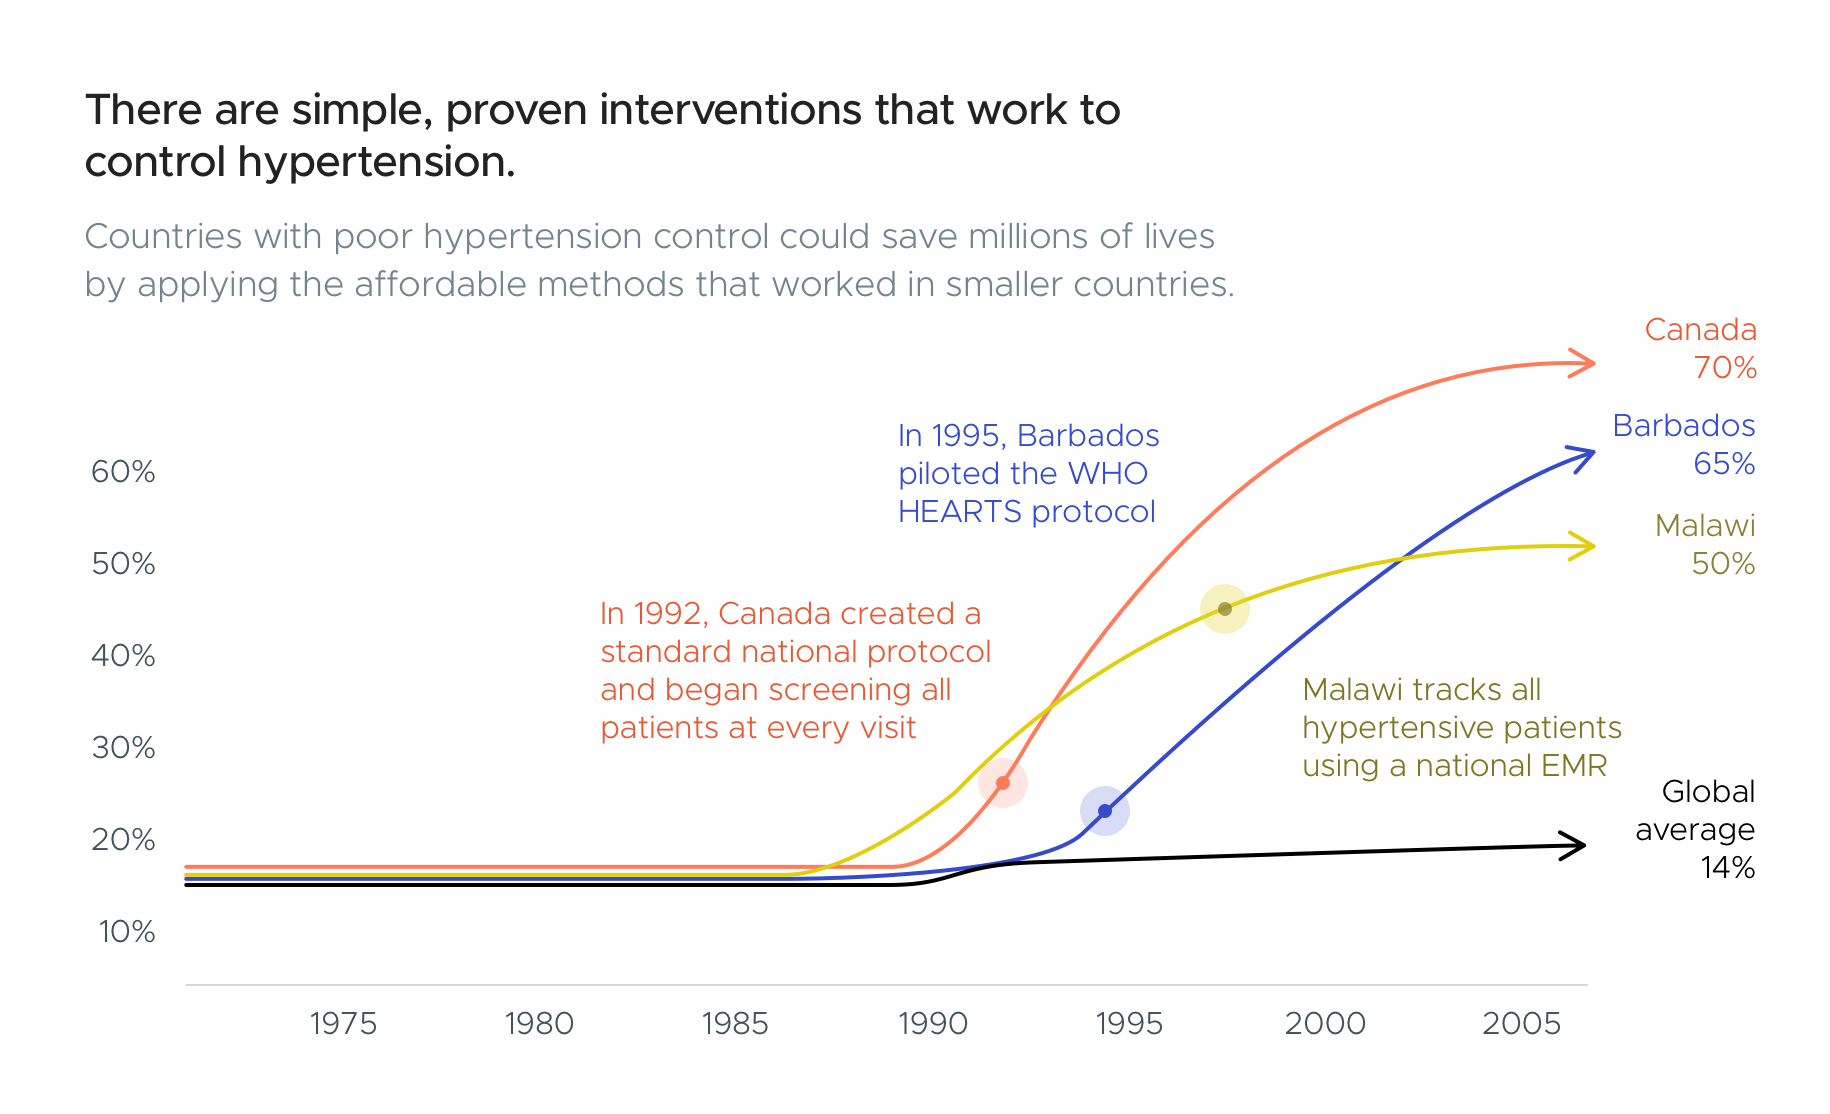 There are simple, proven interventions that work to
control hypertension.
Countries with poor hypertension control could save millions of lives
by applying the affordable methods that worked in smaller countries.
Canada
70%
Barbados
65%
Malawi
50%
Global
average
14%
In 1995, Barbados
piloted the WHO
HEARTS protocol
In 1992, Canada created a
standard national protocol
and began screening all
patients at every visit
Malawi tracks all
hypertensive patients
using a national EMR
60%
50%
40%
30%
20%
10%
1975
1980
1985
1990
1995
2000
2005